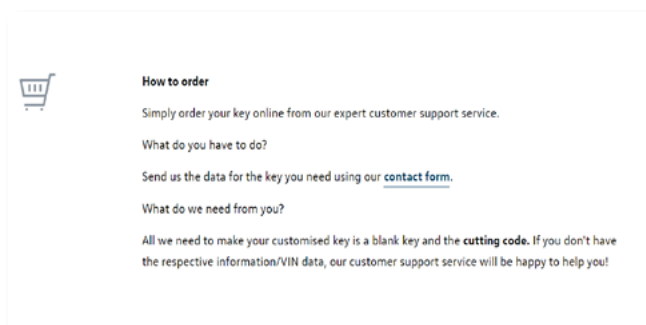 How to order
Simply order your key online from our expert customer support service.
What do you have to do?
Send us the data for the key you need using our contact form.
What do we need from you?
All we need to make your customised key is a blank key and the cutting code. If you don't have
the respective information/VIN data, our customer support service will be happy to help you!